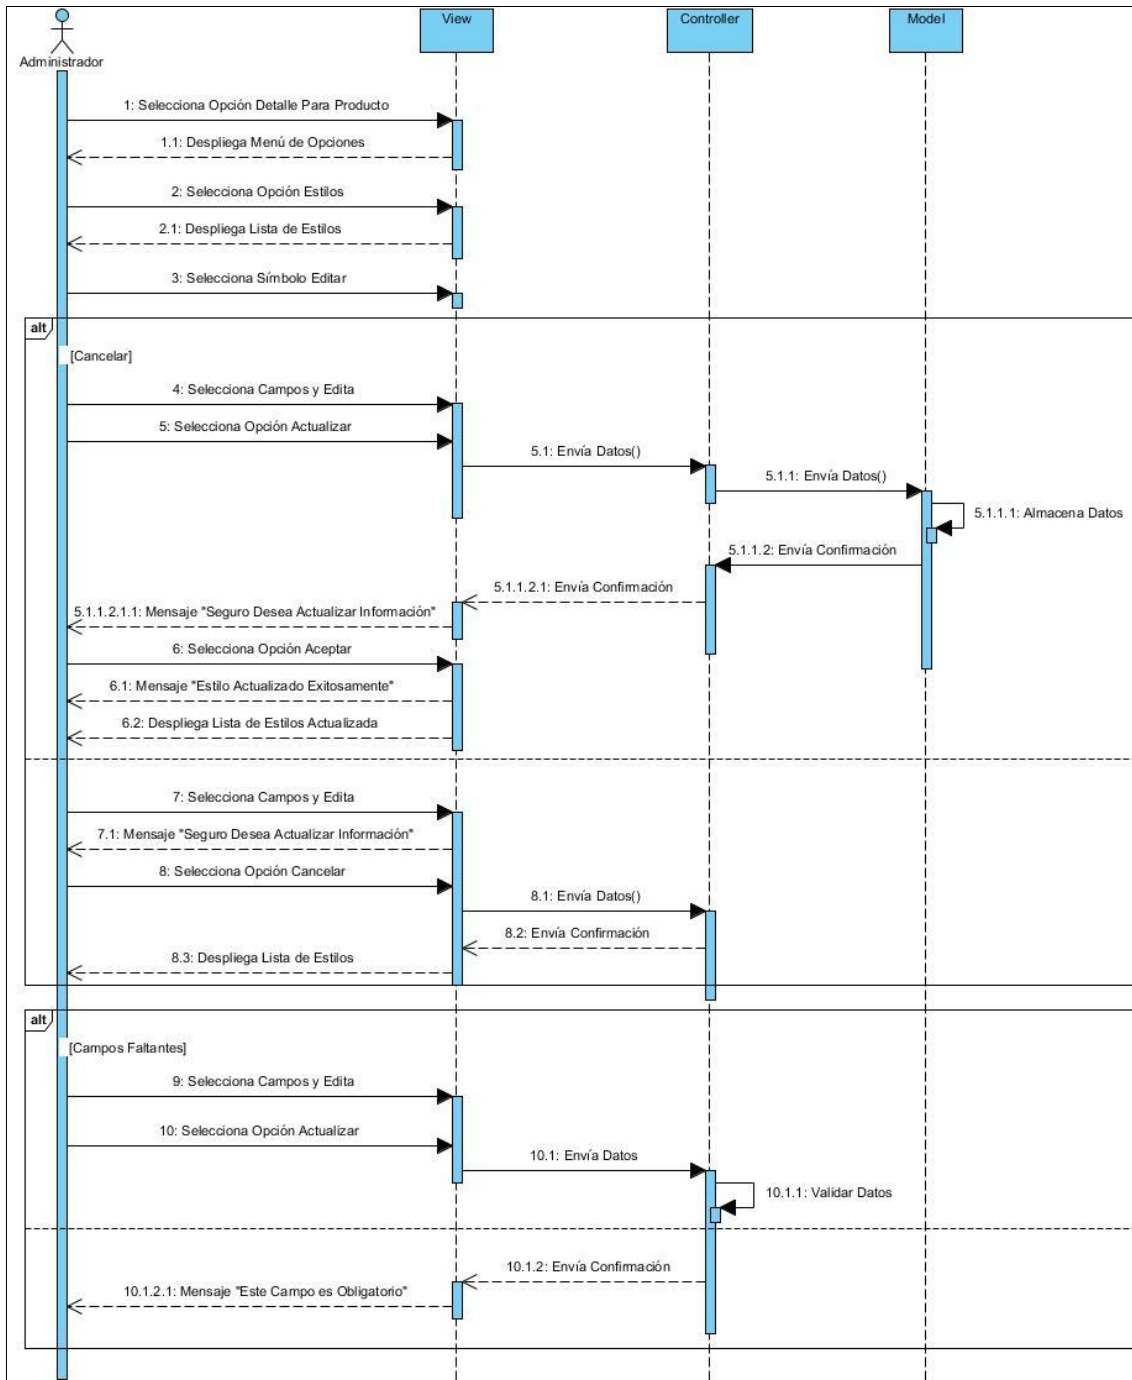 View
Controller
Model
Administrador
1: Selecciona Opción Detalle Para Producto
1.1: Despliega Menú de Opciones
2: Selecciona Opción Estilos
2.1: Despliega Lista de Estilos
3: Selecciona Símbolo Editar
alt
[Cancelar]
4: Selecciona Campos y Edita
5: Selecciona Opción Actualizar
5.1: Envía Datos()
5.1.1: Envía Datos()
5.1.1.1: Almacena Datos
5.1.1.2: Envía Confirmación
5.1.1.2.1: Envía Confirmación
5.1.1.2.1.1: Mensaje "Seguro Desea Actualizar Información"
6: Selecciona Opción Aceptar
6.1: Mensaje "Estilo Actualizado Exitosamente"
6.2: Despliega Lista de Estilos Actualizada
7: Selecciona Campos y Edita
7.1: Mensaje "Seguro Desea Actualizar Información"
8: Selecciona Opción Cancelar
8.1: Envía Datos()
8.2: Envía Confirmación
8.3: Despliega Lista de Estilos
alt
[Campos Faltantes]
9: Selecciona Campos y Edita
10: Selecciona Opción Actualizar
10.1: Envía Datos
10.1.1: Validar Datos
10.1.2: Envía Confirmación
10.1.2.1: Mensaje "Este Campo es Obligatorio"